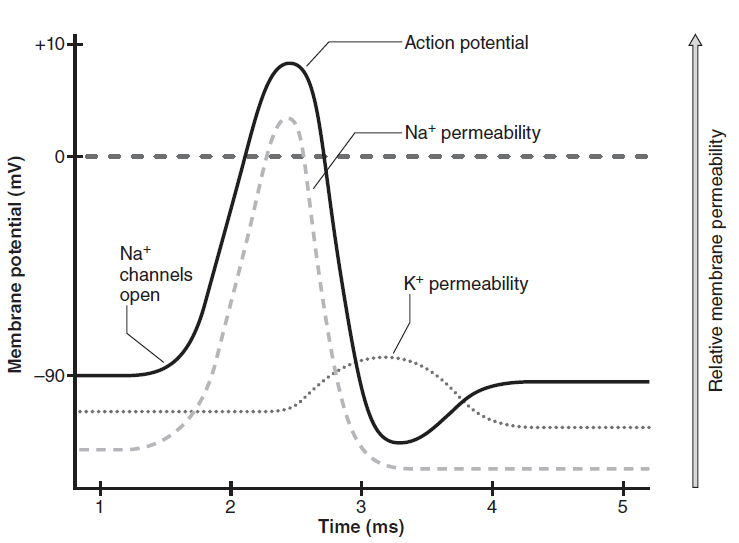 +10
Action potential
Na⁺ permeability
0
Na⁺
channels
open
K⁺ permeability
–90
Membrane potential (mV)
Relative membrane permeability
1 2 3 4 5
Time (ms)